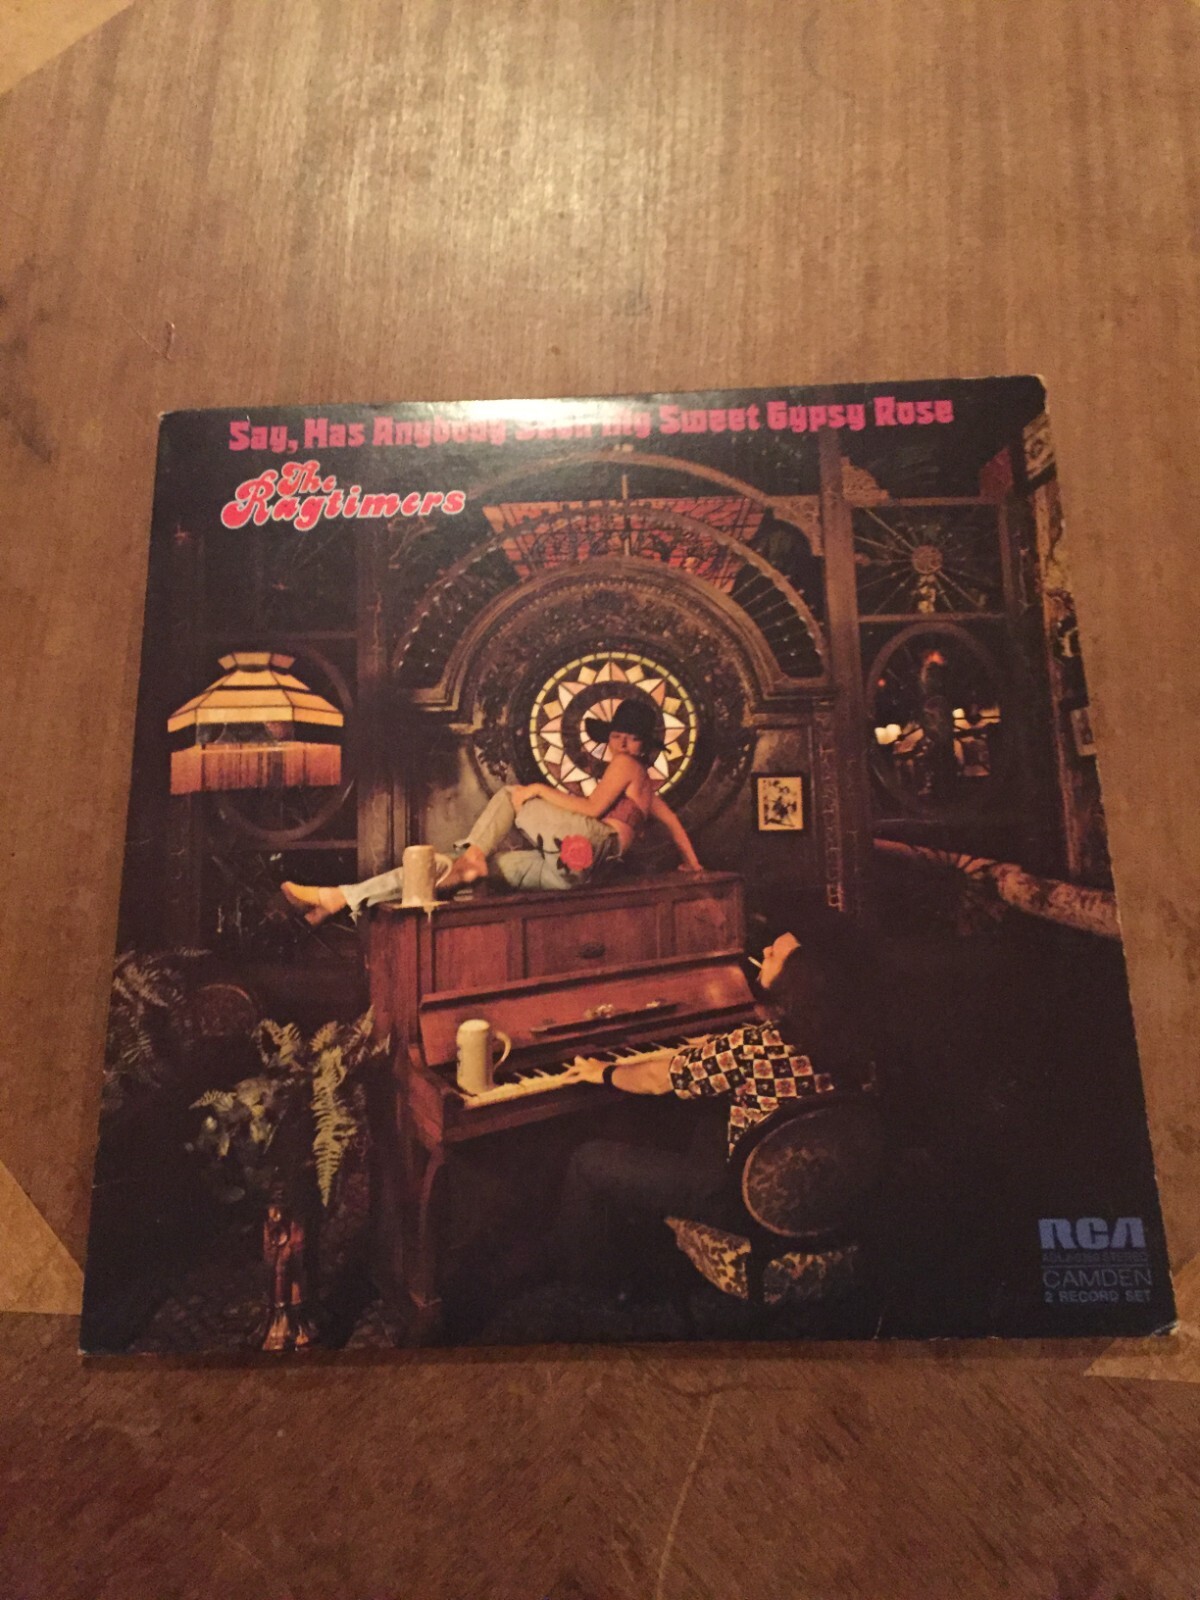 Say, Has Anybody Seen My Sweet Gypsy Rose
The
Ragtimers
RCA
CAMDEN
2 RECORD SET